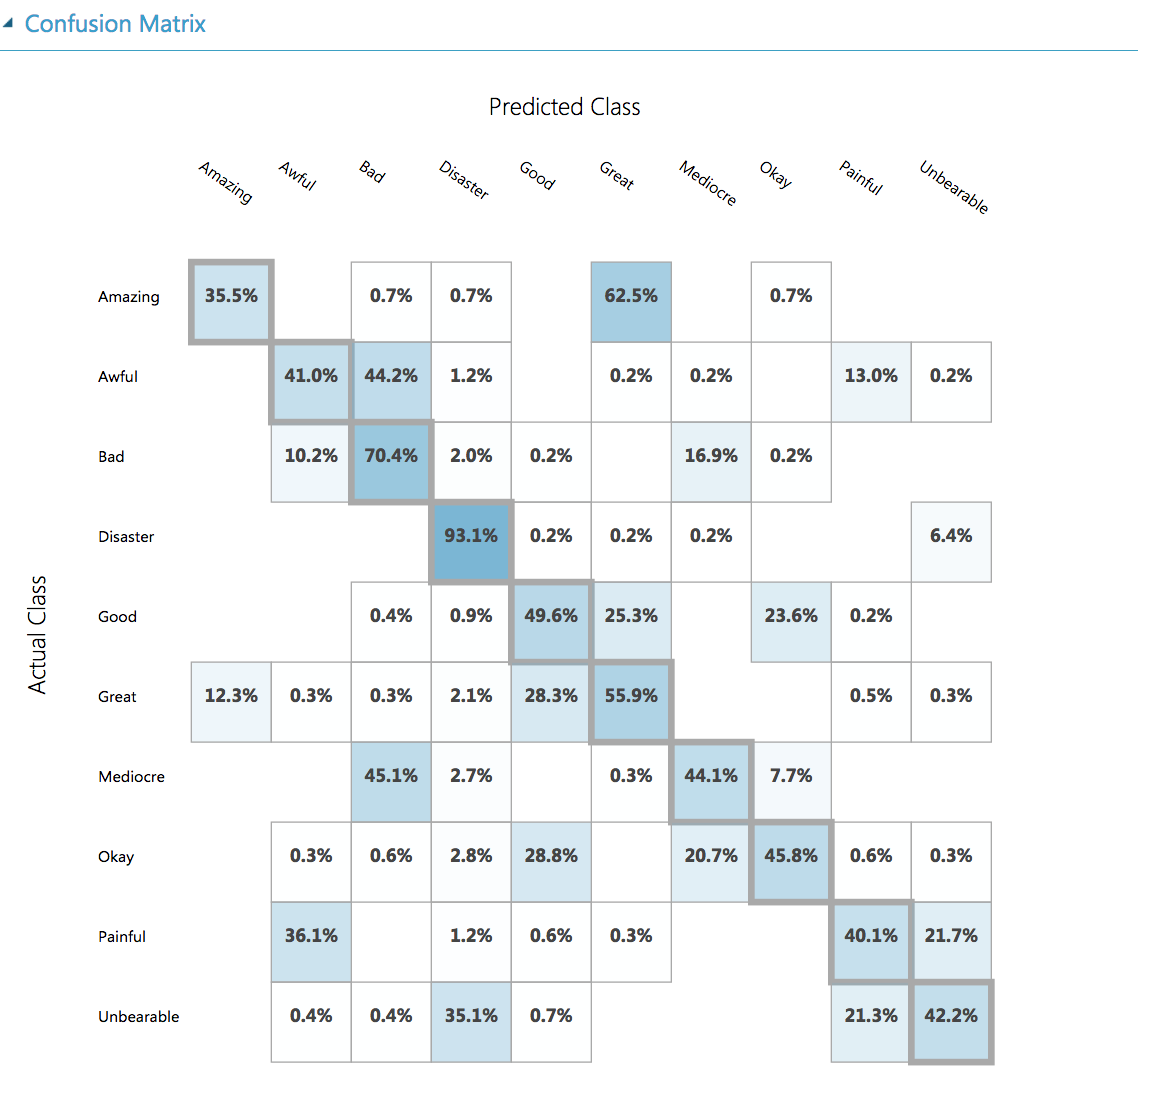 Confusion Matrix
Predicted Class
Amazing Awful Bad Disaster Good Great Mediocre Okay Painful Unbearable
Actual Class
Amazing 35.5% 0.7% 0.7% 62.5% 0.7%
Awful 41.0% 44.2% 1.2% 0.2% 0.2% 13.0% 0.2%
Bad 10.2% 70.4% 2.0% 0.2% 16.9% 0.2%
Disaster 93.1% 0.2% 0.2% 0.2% 6.4%
Good 0.4% 0.9% 49.6% 25.3% 23.6% 0.2%
Great 12.3% 0.3% 0.3% 2.1% 28.3% 55.9% 0.5% 0.3%
Mediocre 45.1% 2.7% 0.3% 44.1% 7.7%
Okay 0.3% 0.6% 2.8% 28.8% 20.7% 45.8% 0.6% 0.3%
Painful 36.1% 1.2% 0.6% 0.3% 40.1% 21.7%
Unbearable 0.4% 0.4% 35.1% 0.7% 21.3% 42.2%